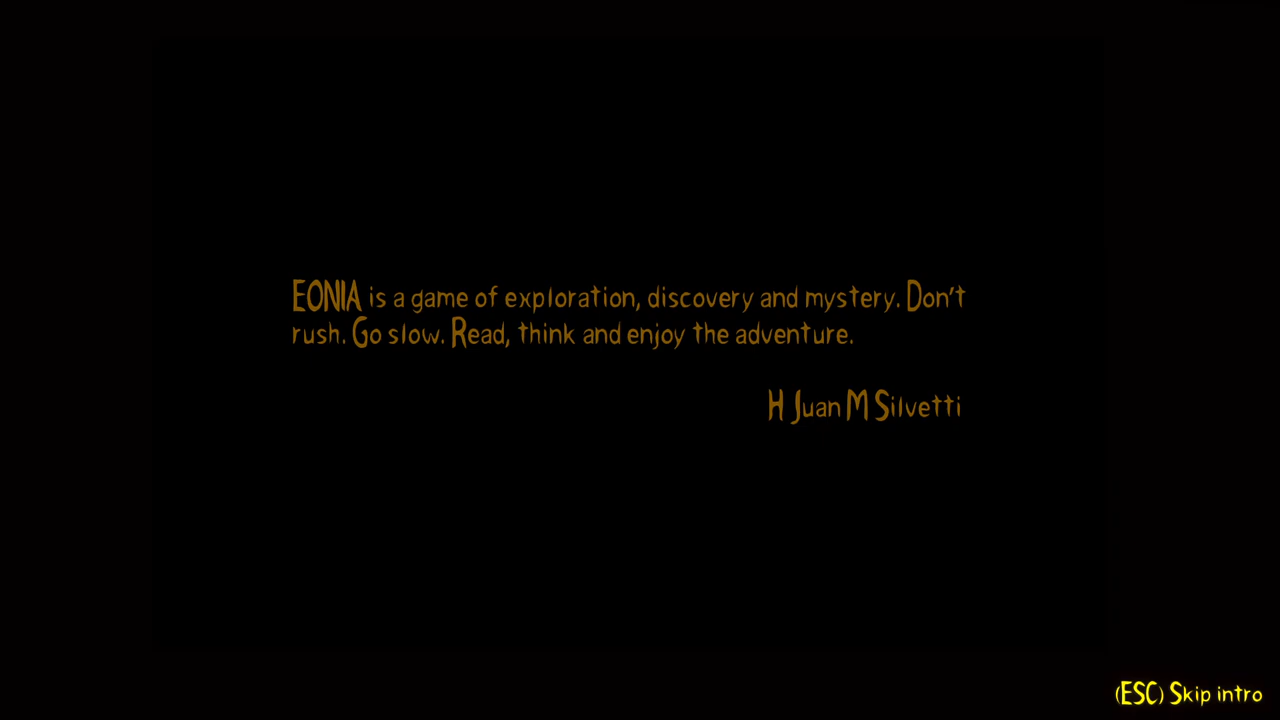 EONIA is a game of exploration, discovery and mystery. Don't
rush. Go slow. Read, think and enjoy the adventure.
H Juan M Silvetti
(ESC) Skip intro